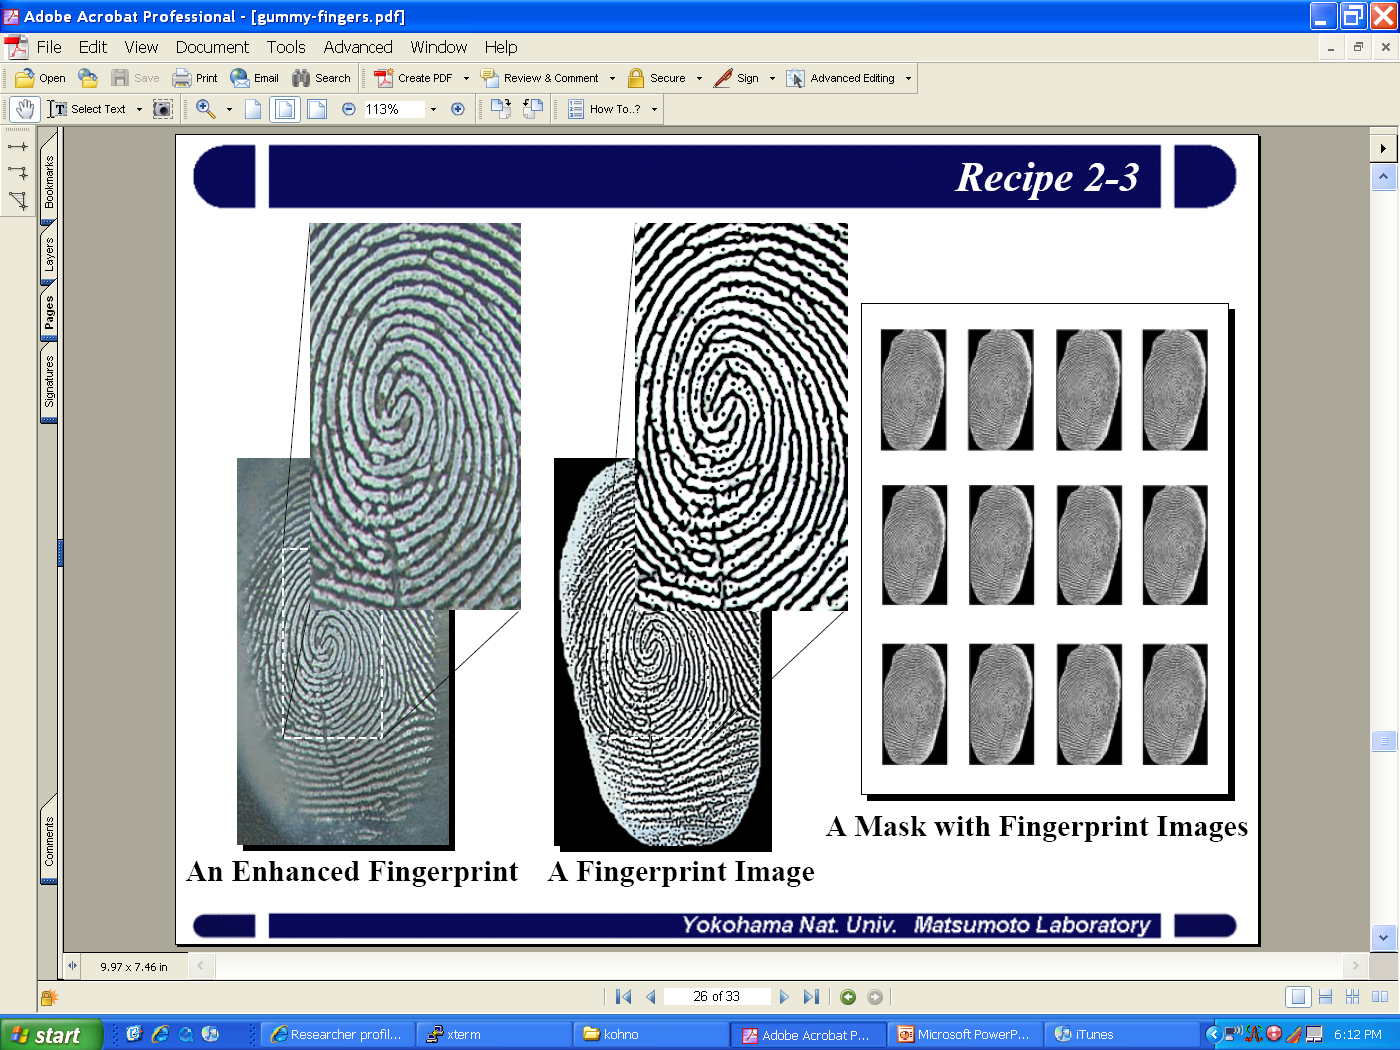 Adobe Acrobat Professional - [gummy-fingers.pdf]
File Edit View Document Tools Advanced Window Help
Open Save Print Email Search Create PDF Review & Comment Secure Sign Advanced Editing
Select Text 113% How To..?
Bookmarks
Layers
Pages
Signatures
Comments
Recipe 2-3
A Mask with Fingerprint Images
An Enhanced Fingerprint A Fingerprint Image
Yokohama Nat. Univ. Matsumoto Laboratory
9.97 x 7.46 in
26 of 33
start Researcher profil... xterm kohno Adobe Acrobat P... Microsoft PowerP... iTunes 6:12 PM